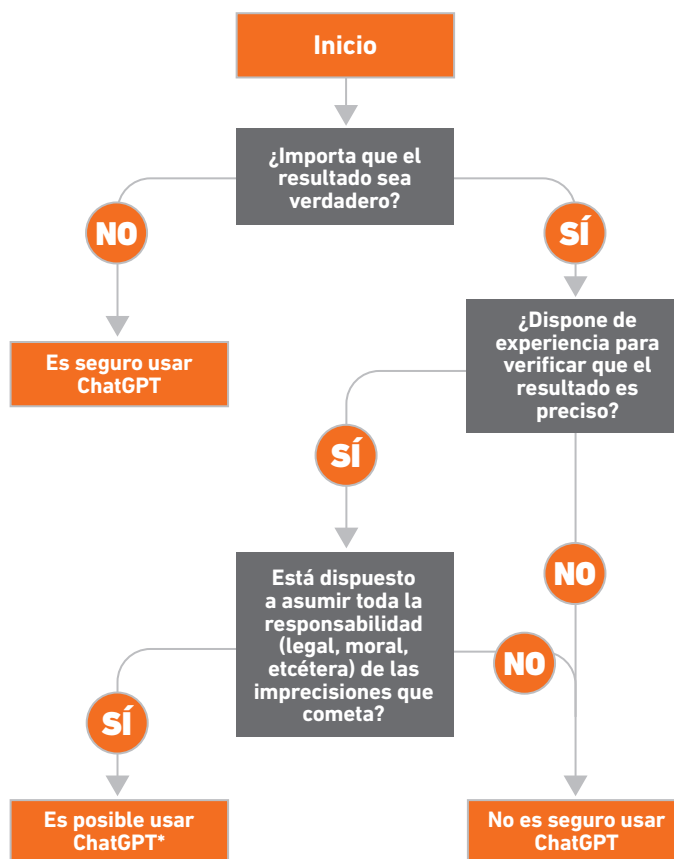 Inicio
¿Importa que el
resultado sea
verdadero?
NO
SÍ
Es seguro usar
ChatGPT
¿Dispone de
experiencia para
verificar que el
resultado es
preciso?
SÍ
NO
Está dispuesto
a asumir toda la
responsabilidad
(legal, moral,
etcétera) de las
imprecisiones que
cometa?
NO
SÍ
Es posible usar
ChatGPT*
No es seguro usar
ChatGPT